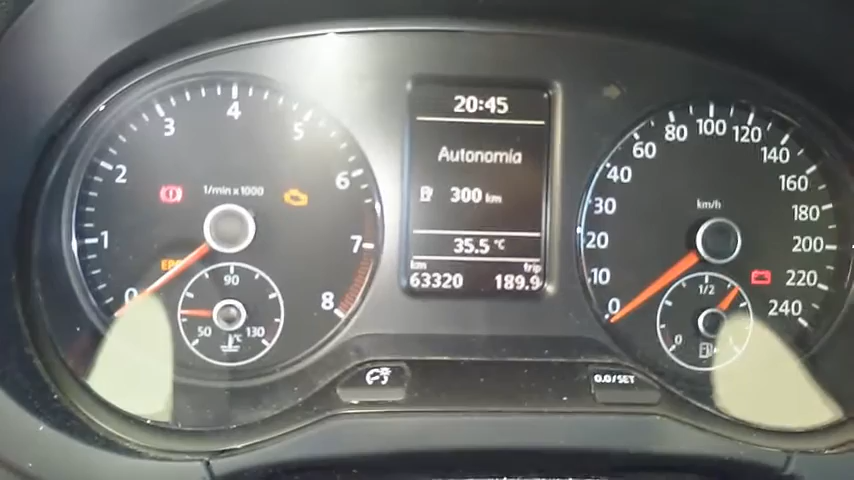 20:45
Autonomía
300 km
35.5 °C
km trip
63320 189.9
0 1 2 3 4 5 6 7 8
1/min x 1000
EPC
50 90 130
°C
0 10 20 30 40 60 80 100 120 140 160 180 200 220 240
km/h
0 1/2
0.0/SET